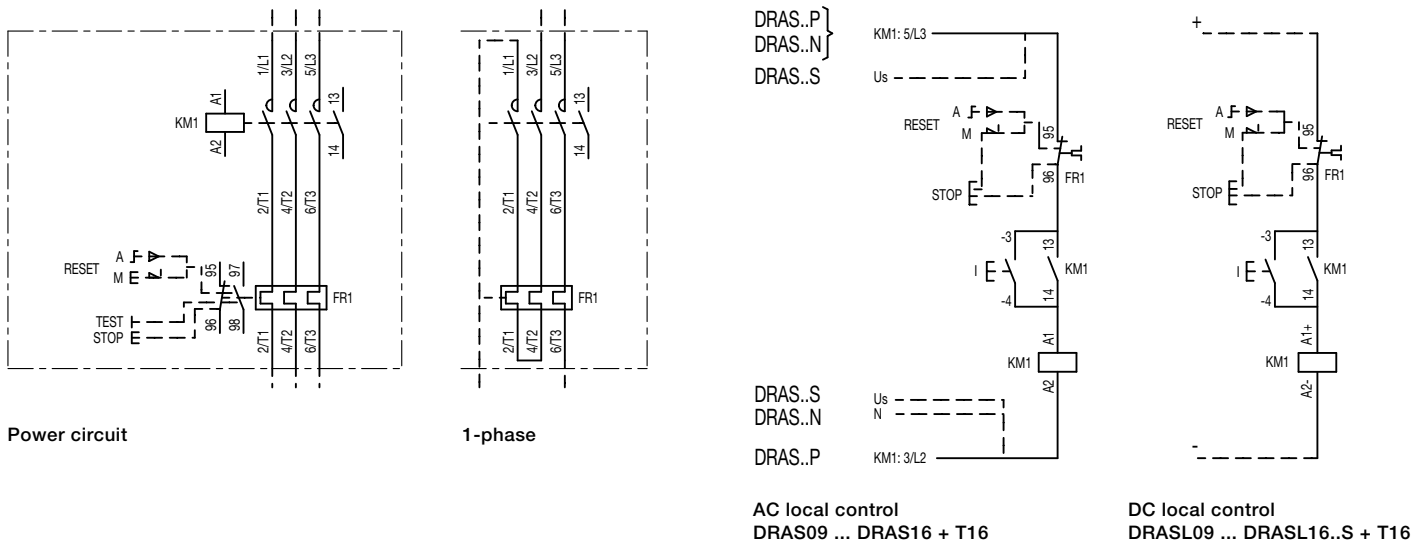 1/L1
3/L2
5/L3
A1
13
KM1
A2
14
2/T1
4/T2
6/T3
A
RESET
M
95
97
FR1
TEST
STOP
96
98
2/T1
4/T2
6/T3
Power circuit
1/L1
3/L2
5/L3
13
14
2/T1
4/T2
6/T3
FR1
2/T1
4/T2
6/T3
1-phase
DRAS..P
DRAS..N
KM1: 5/L3
DRAS..S
Us
A
RESET
M
95
STOP
96
FR1
-3
13
I
KM1
-4
14
A1
KM1
A2
DRAS..S
Us
DRAS..N
N
DRAS..P
KM1: 3/L2
AC local control
DRAS09 ... DRAS16 + T16
+
A
RESET
M
95
STOP
96
FR1
-3
13
I
KM1
-4
14
A1+
KM1
A2-
-
DC local control
DRASL09 ... DRASL16..S + T16